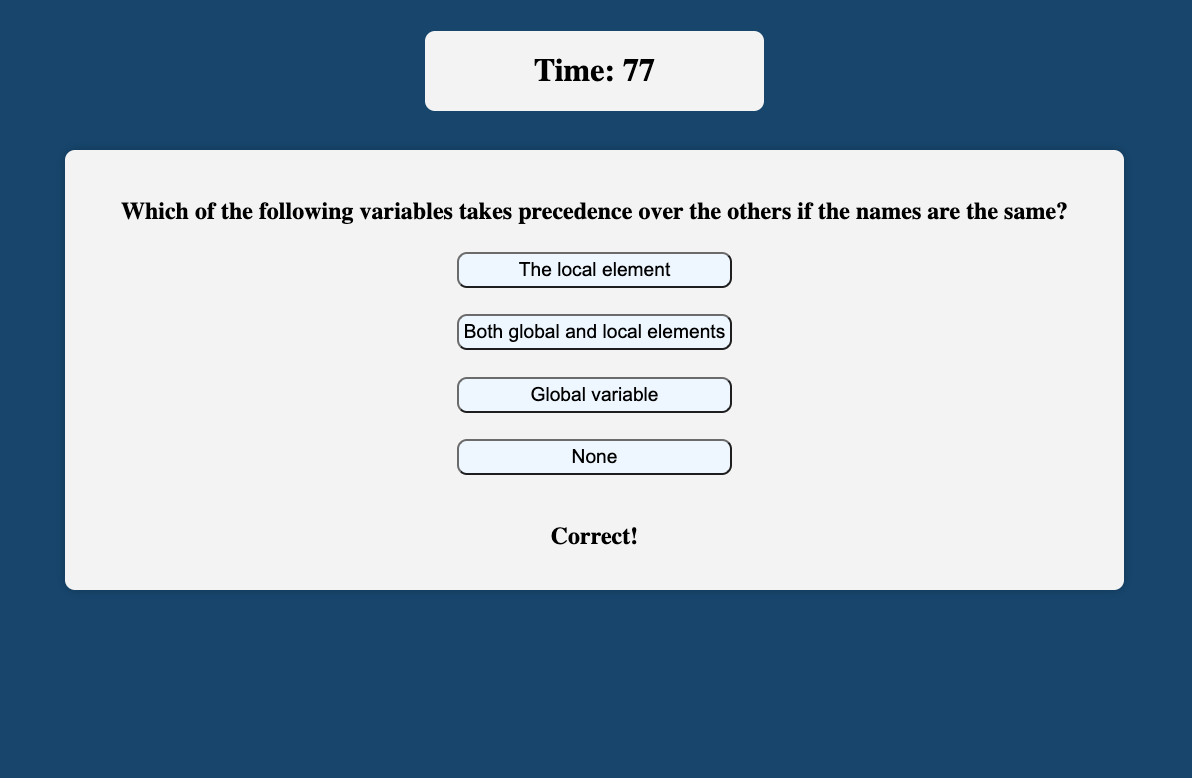 Time: 77
Which of the following variables takes precedence over the others if the names are the same?
The local element
Both global and local elements
Global variable
None
Correct!